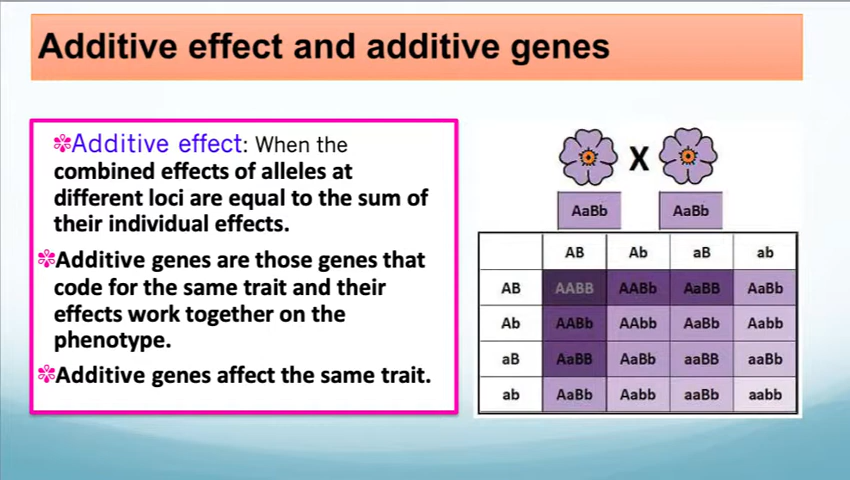 Additive effect and additive genes
✽Additive effect: When the
combined effects of alleles at
different loci are equal to the sum of
their individual effects.
✽Additive genes are those genes that
code for the same trait and their
effects work together on the
phenotype.
✽Additive genes affect the same trait.
X
AaBb AaBb
AB Ab aB ab
AB AABB AABb AaBB AaBb
Ab AABb AAbb AaBb Aabb
aB AaBB AaBb aaBB aaBb
ab AaBb Aabb aaBb aabb